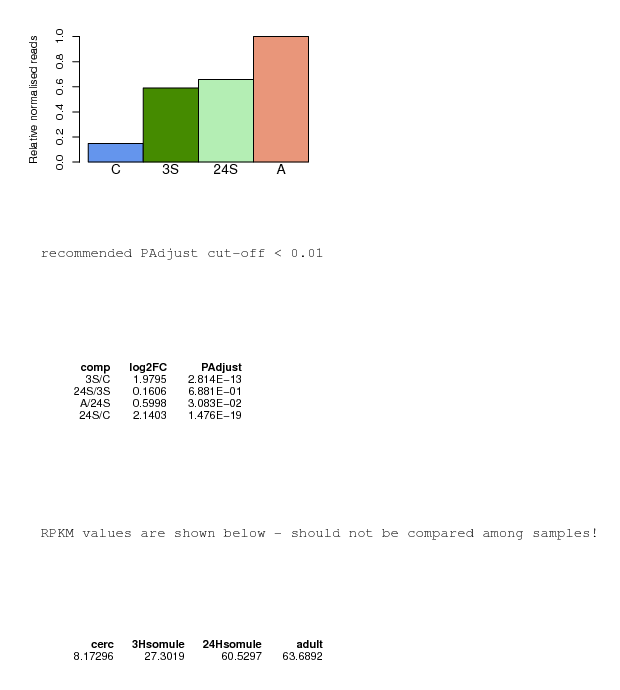 Relative normalised reads
1.0
0.8
0.6
0.4
0.2
0.0
C 3S 24S A
recommended PAdjust cut-off < 0.01
comp log2FC PAdjust
3S/C 1.9795 2.814E-13
24S/3S 0.1606 6.881E-01
A/24S 0.5998 3.083E-02
24S/C 2.1403 1.476E-19
RPKM values are shown below - should not be compared among samples!
cerc 3Hsomule 24Hsomule adult
8.17296 27.3019 60.5297 63.6892